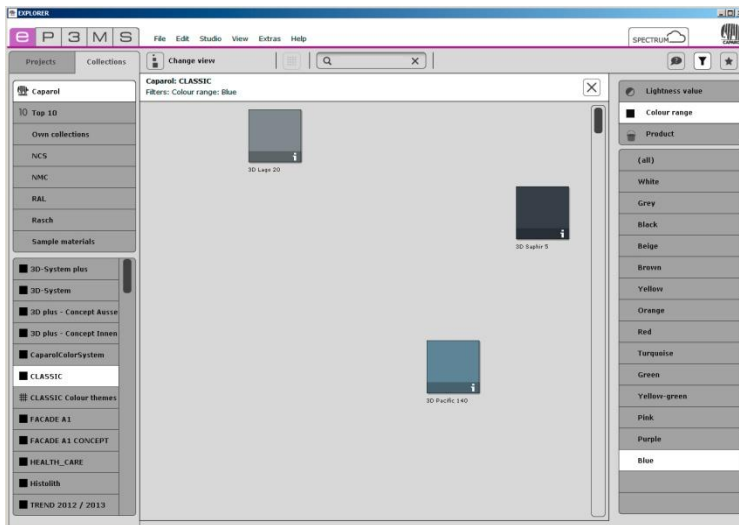 EXPLORER
e P 3 M S
File Edit Studio View Extras Help
SPECTRUM
Projects Collections
Change view
X
Caparol
10 Top 10
Own collections
NCS
NMC
RAL
Rasch
Sample materials
3D-System plus
3D-System
3D plus - Concept Ausse
3D plus - Concept Innen
CaparolColorSystem
CLASSIC
CLASSIC Colour themes
FACADE A1
FACADE A1 CONCEPT
HEALTH_CARE
Histolith
TREND 2012 / 2013
Caparol: CLASSIC
Filters: Colour range: Blue
i
3D Lago 20
i
3D Saphir 5
i
3D Pacific 140
Lightness value
Colour range
Product
(all)
White
Grey
Black
Beige
Brown
Yellow
Orange
Red
Turquoise
Green
Yellow-green
Pink
Purple
Blue